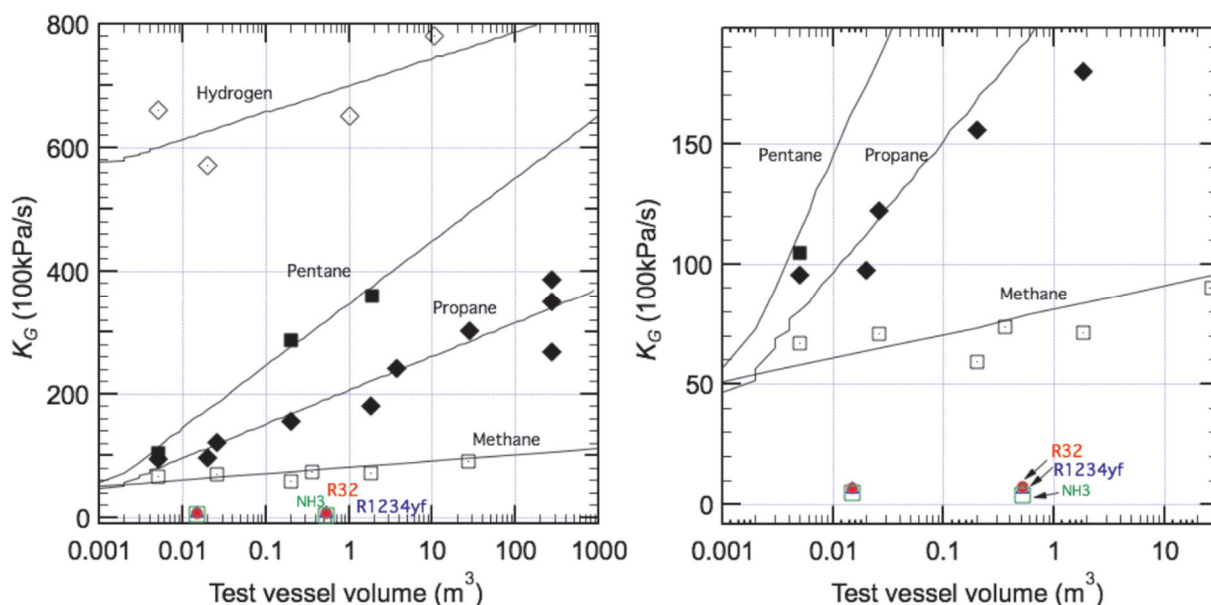 800
600
400
200
0
K_G (100kPa/s)
Hydrogen
Pentane
Propane
Methane
NH3
R32
R1234yf
0.001
0.01
0.1
1
10
100
1000
Test vessel volume (m³)
150
100
50
0
K_G (100kPa/s)
Pentane
Propane
Methane
R32
R1234yf
NH3
0.001
0.01
0.1
1
10
Test vessel volume (m³)